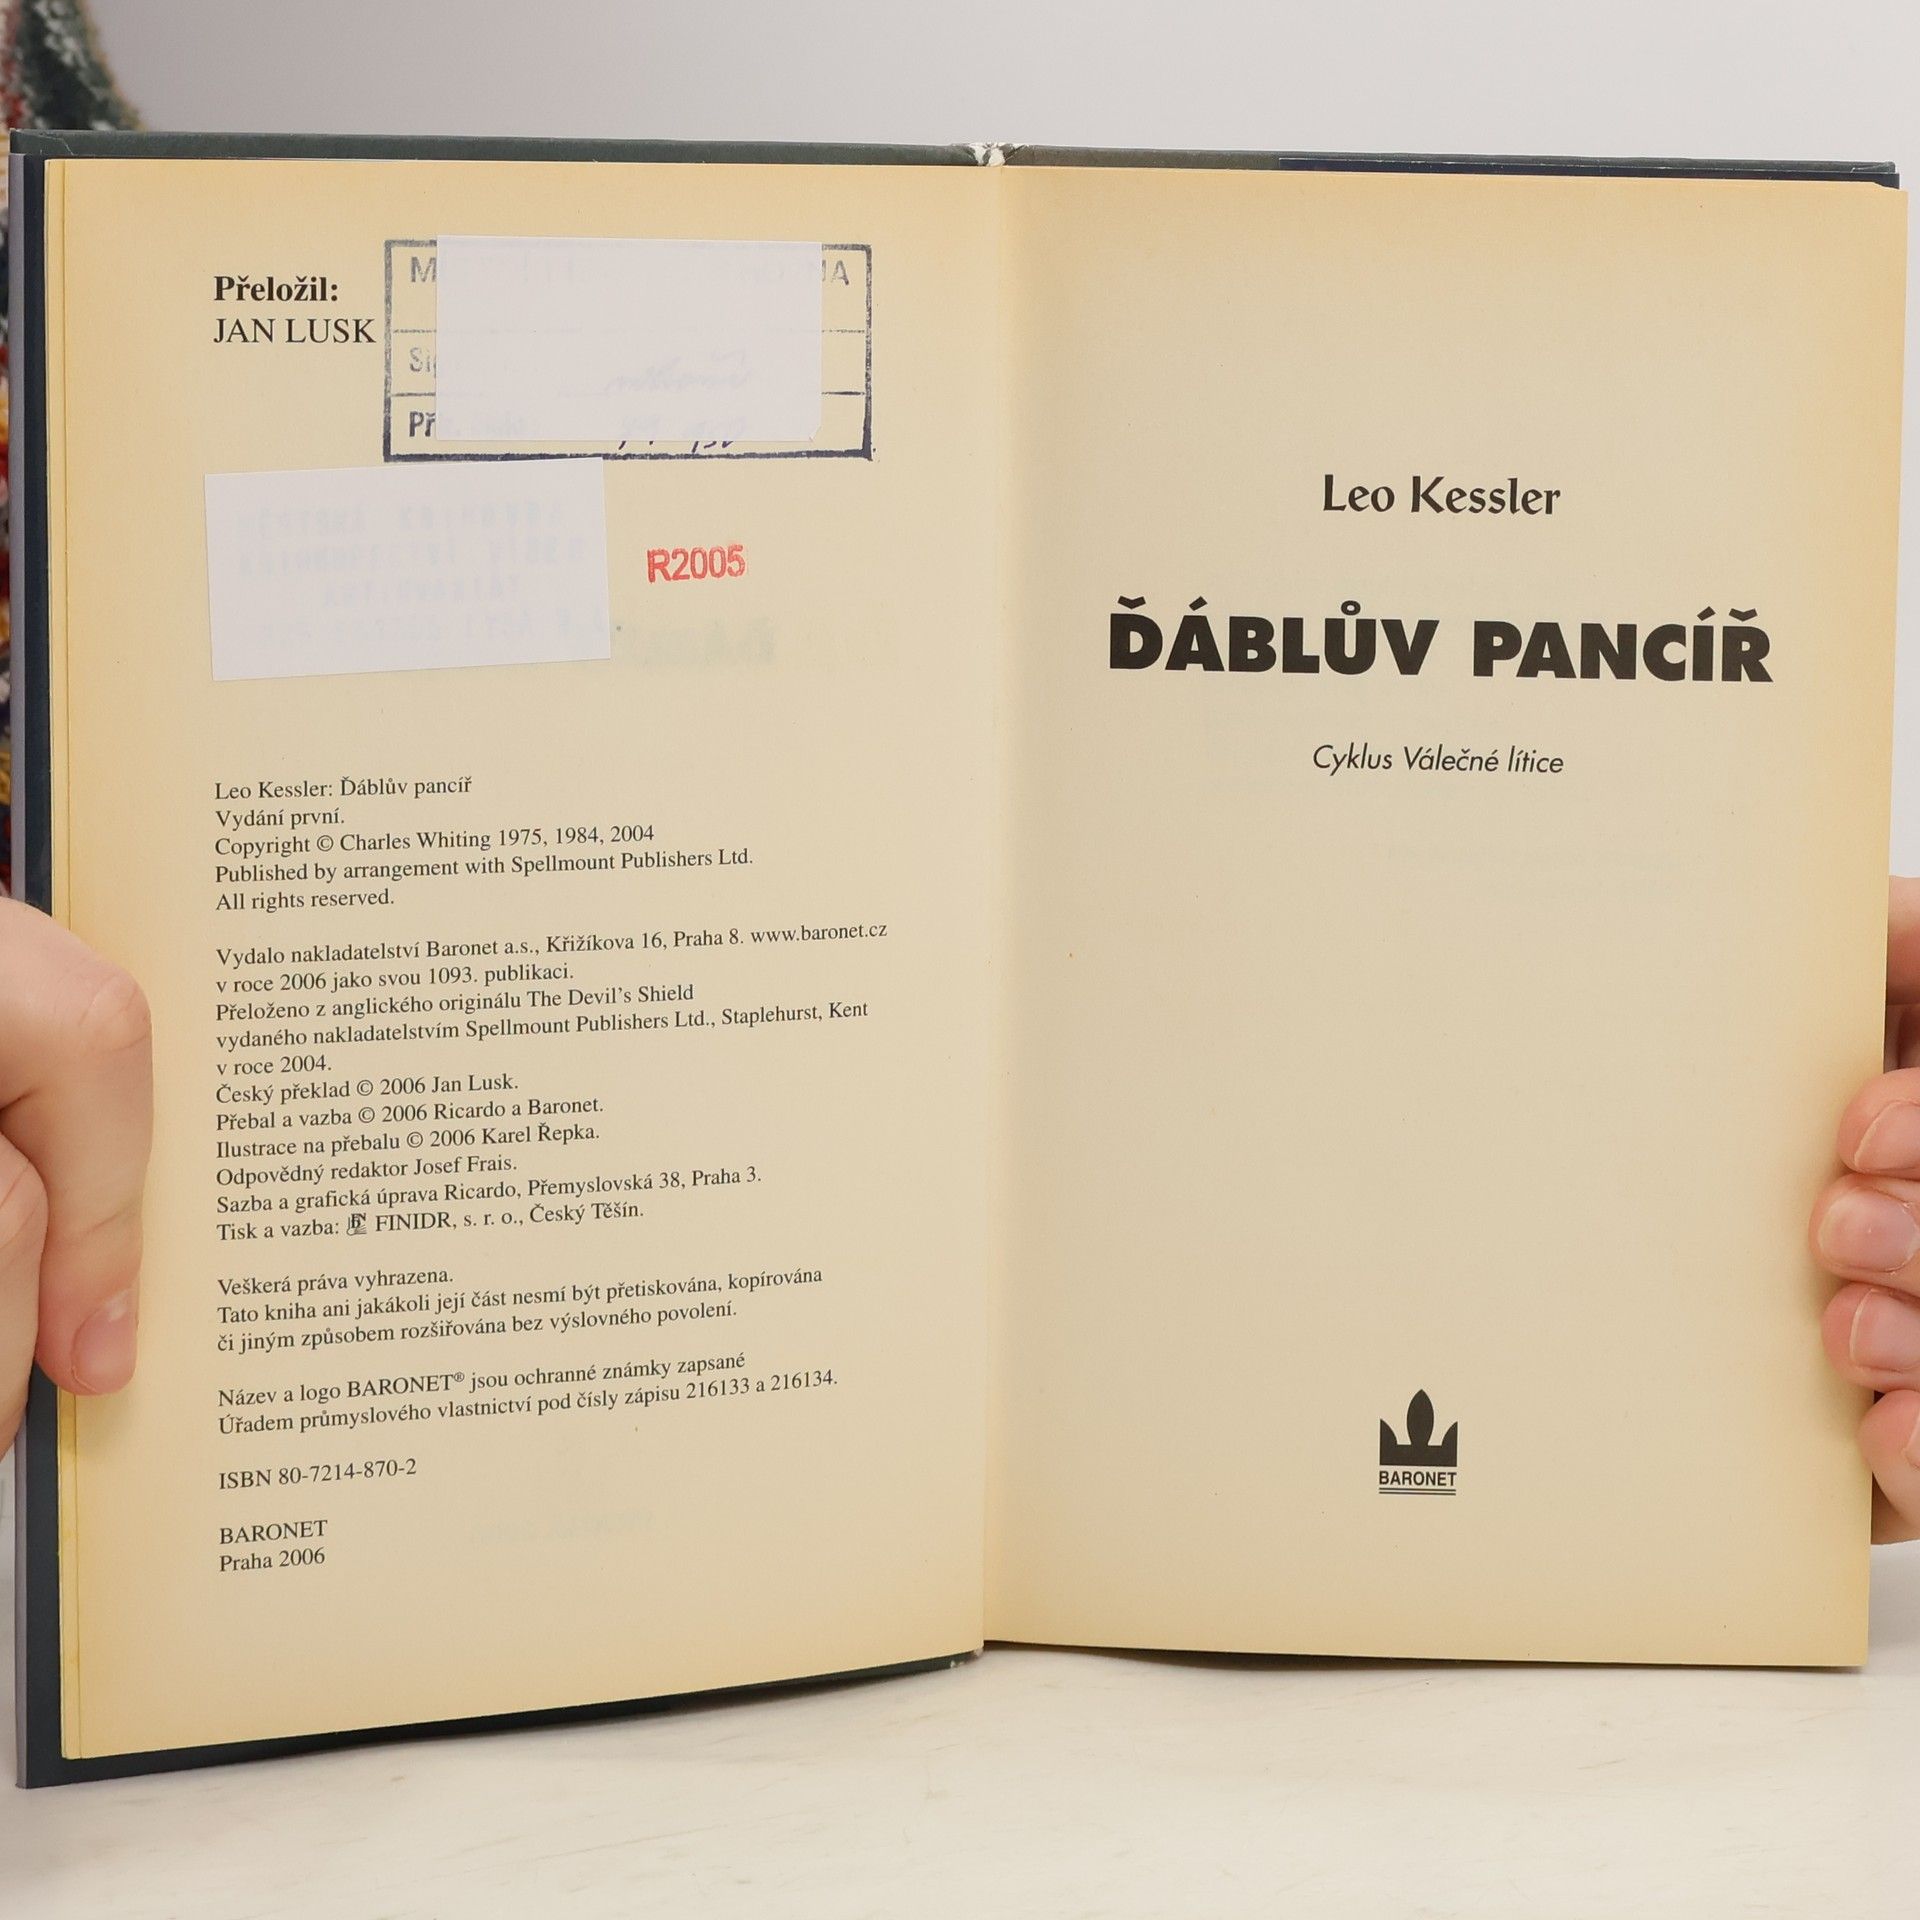 Přeložil:
JAN LUSK
R2005
Leo Kessler: Ďáblův pancíř
Vydání první.
Copyright © Charles Whiting 1975, 1984, 2004
Published by arrangement with Spellmount Publishers Ltd.
All rights reserved.
Vydalo nakladatelství Baronet a.s., Křižíkova 16, Praha 8. www.baronet.cz
v roce 2006 jako svou 1093. publikaci.
Přeloženo z anglického originálu The Devil's Shield
vydaného nakladatelstvím Spellmount Publishers Ltd., Staplehurst, Kent
v roce 2004.
Český překlad © 2006 Jan Lusk.
Přebal a vazba © 2006 Ricardo a Baronet.
Ilustrace na přebalu © 2006 Karel Řepka.
Odpovědný redaktor Josef Frais.
Sazba a grafická úprava Ricardo, Přemyslovská 38, Praha 3.
Tisk a vazba: FINIDR, s. r. o., Český Těšín.
Veškerá práva vyhrazena.
Tato kniha ani jakákoli její část nesmí být přetiskována, kopírována
či jiným způsobem rozšiřována bez výslovného povolení.
Název a logo BARONET® jsou ochranné známky zapsané
Úřadem průmyslového vlastnictví pod čísly zápisu 216133 a 216134.
ISBN 80-7214-870-2
BARONET
Praha 2006
Leo Kessler
ĎÁBLŮV PANCÍŘ
Cyklus Válečné lítice
BARONET